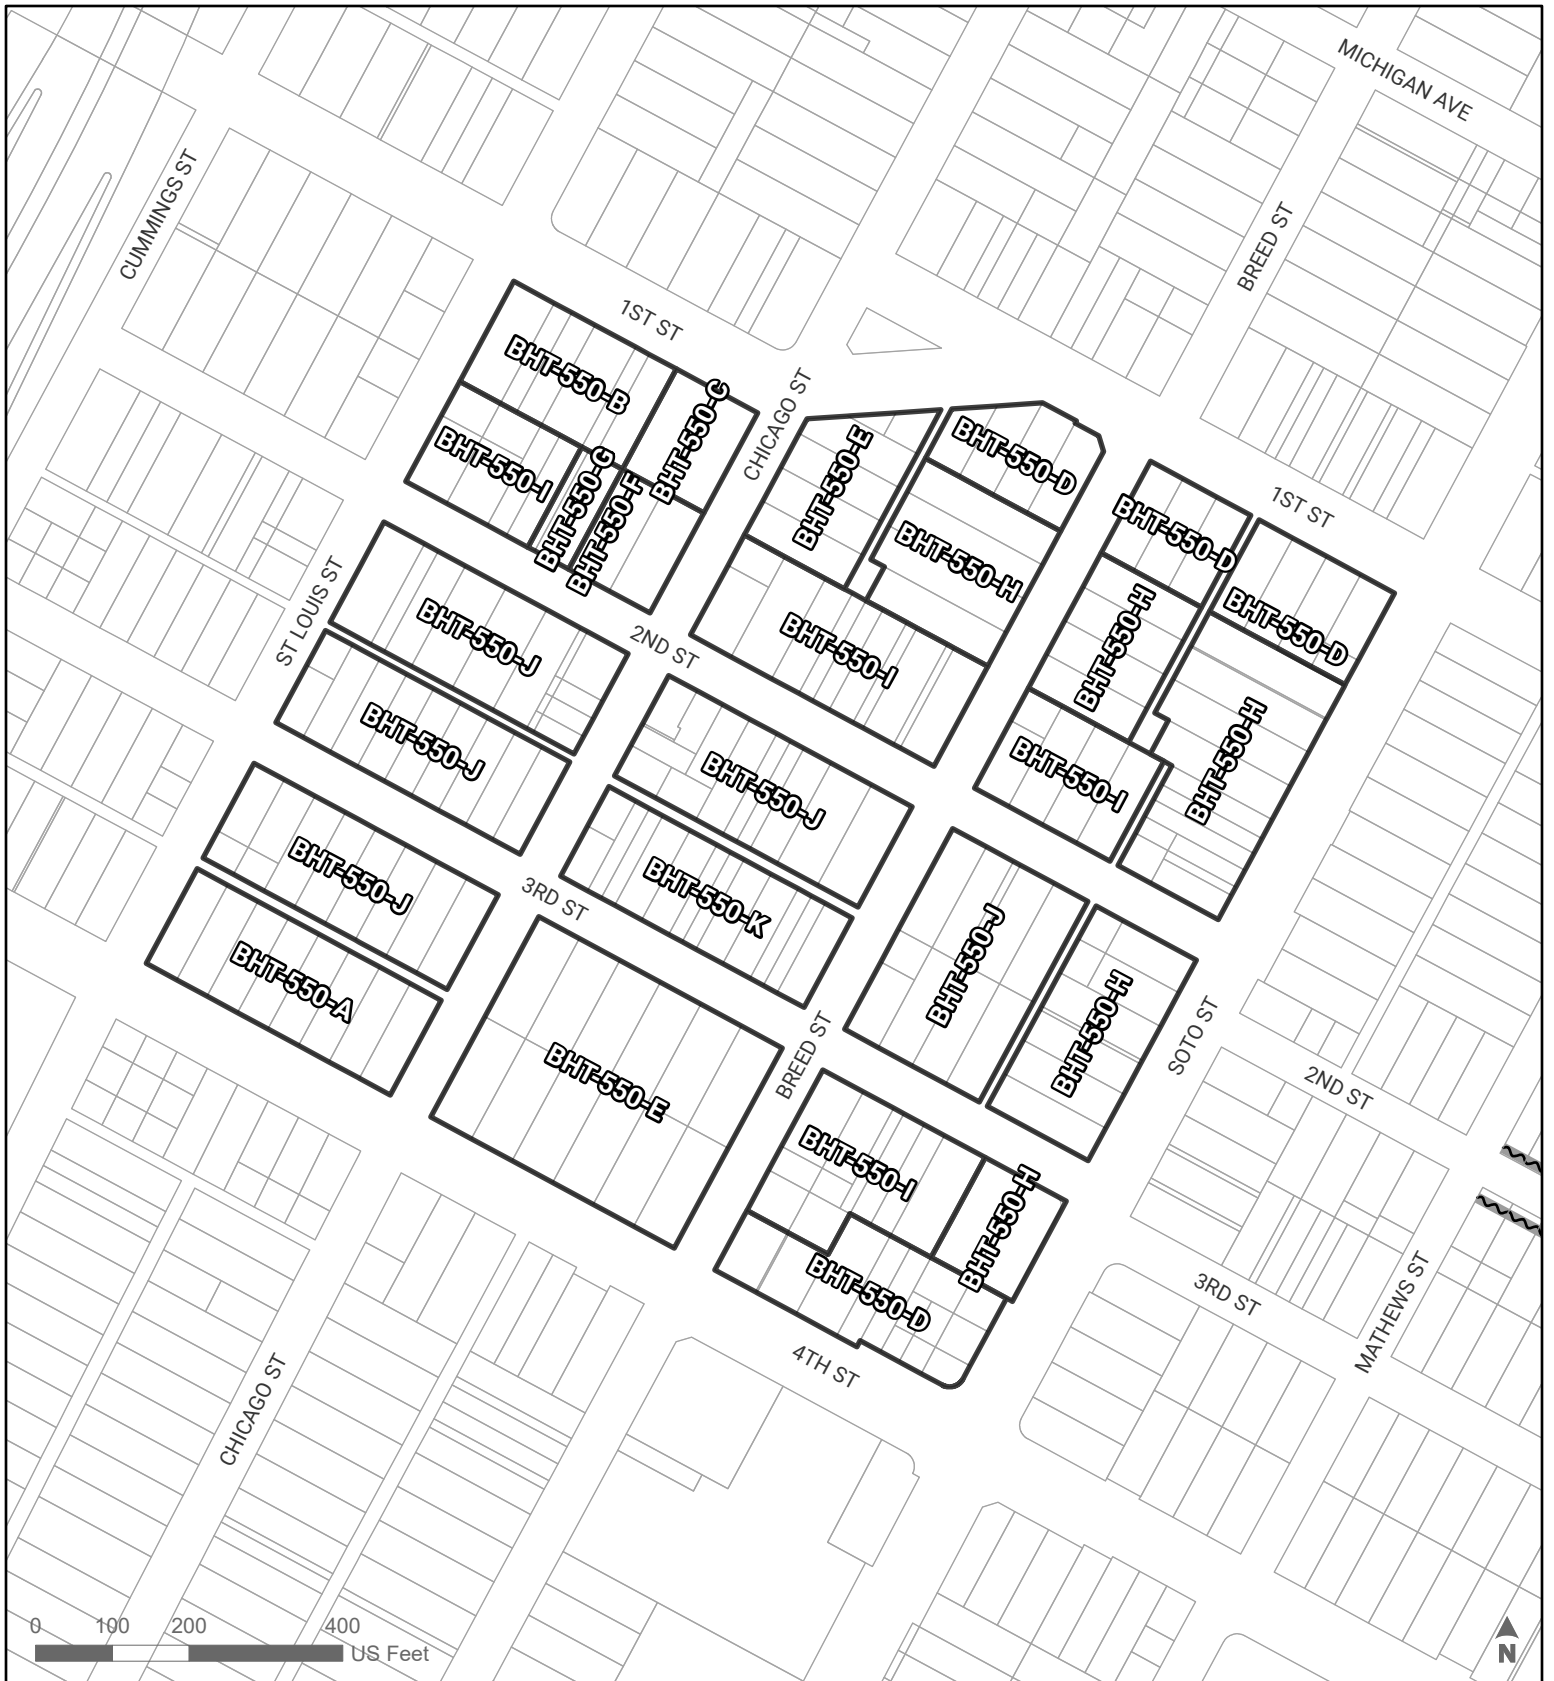 MICHIGAN AVE
CUMMINGS ST
BREED ST
1ST ST
BHT-550-B
BHT-550-C
CHICAGO ST
BHT-550-I
BHT-550-G
BHT-550-F
BHT-550-E
BHT-550-D
BHT-550-H
BHT-550-D
1ST ST
BHT-550-D
BHT-550-H
ST LOUIS ST
BHT-550-J
2ND ST
BHT-550-I
BHT-550-J
BHT-550-J
BHT-550-I
BHT-550-H
BHT-550-J
BHT-550-K
3RD ST
BHT-550-A
BHT-550-J
BHT-550-H
BHT-550-E
BREED ST
SOTO ST
2ND ST
BHT-550-I
BHT-550-H
BHT-550-D
3RD ST
MATHEWS ST
4TH ST
CHICAGO ST
0 100 200 400
US Feet
N